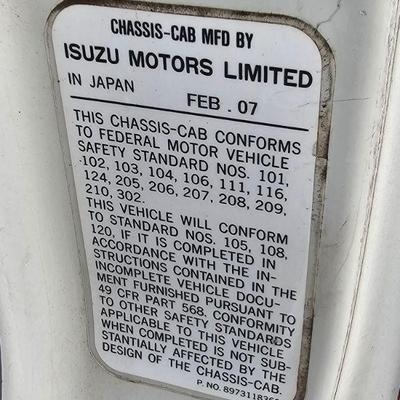 CHASSIS-CAB MFD BY
ISUZU MOTORS LIMITED
IN JAPAN
FEB . 07
THIS CHASSIS-CAB CONFORMS
TO FEDERAL MOTOR VEHICLE
SAFETY STANDARD NOS. 101,
102, 103, 104, 106, 111, 116,
124, 205, 206, 207, 208, 209,
210, 302.
THIS VEHICLE WILL CONFORM
TO STANDARD NOS. 105, 108,
120, IF IT IS COMPLETED IN
ACCORDANCE WITH THE IN-
STRUCTIONS CONTAINED IN THE
INCOMPLETE VEHICLE DOCU-
MENT FURNISHED PURSUANT TO
49 CFR PART 568. CONFORMITY
TO OTHER SAFETY STANDARDS
APPLICABLE TO THIS VEHICLE
WHEN COMPLETED IS NOT SUB-
STANTIALLY AFFECTED BY THE
DESIGN OF THE CHASSIS-CAB.
P. NO.